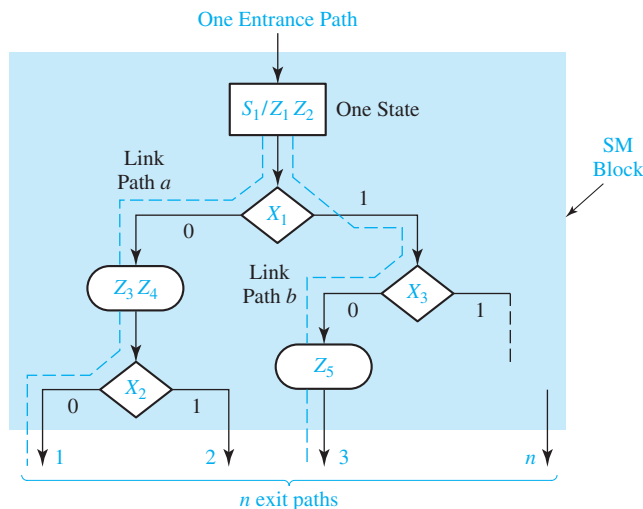 One Entrance Path
S₁/Z₁ Z₂
One State
SM
Block
Link
Path a
X₁
0
1
Z₃ Z₄
Link
Path b
X₃
0
1
X₂
0
1
Z₅
1
2
3
n
n exit paths